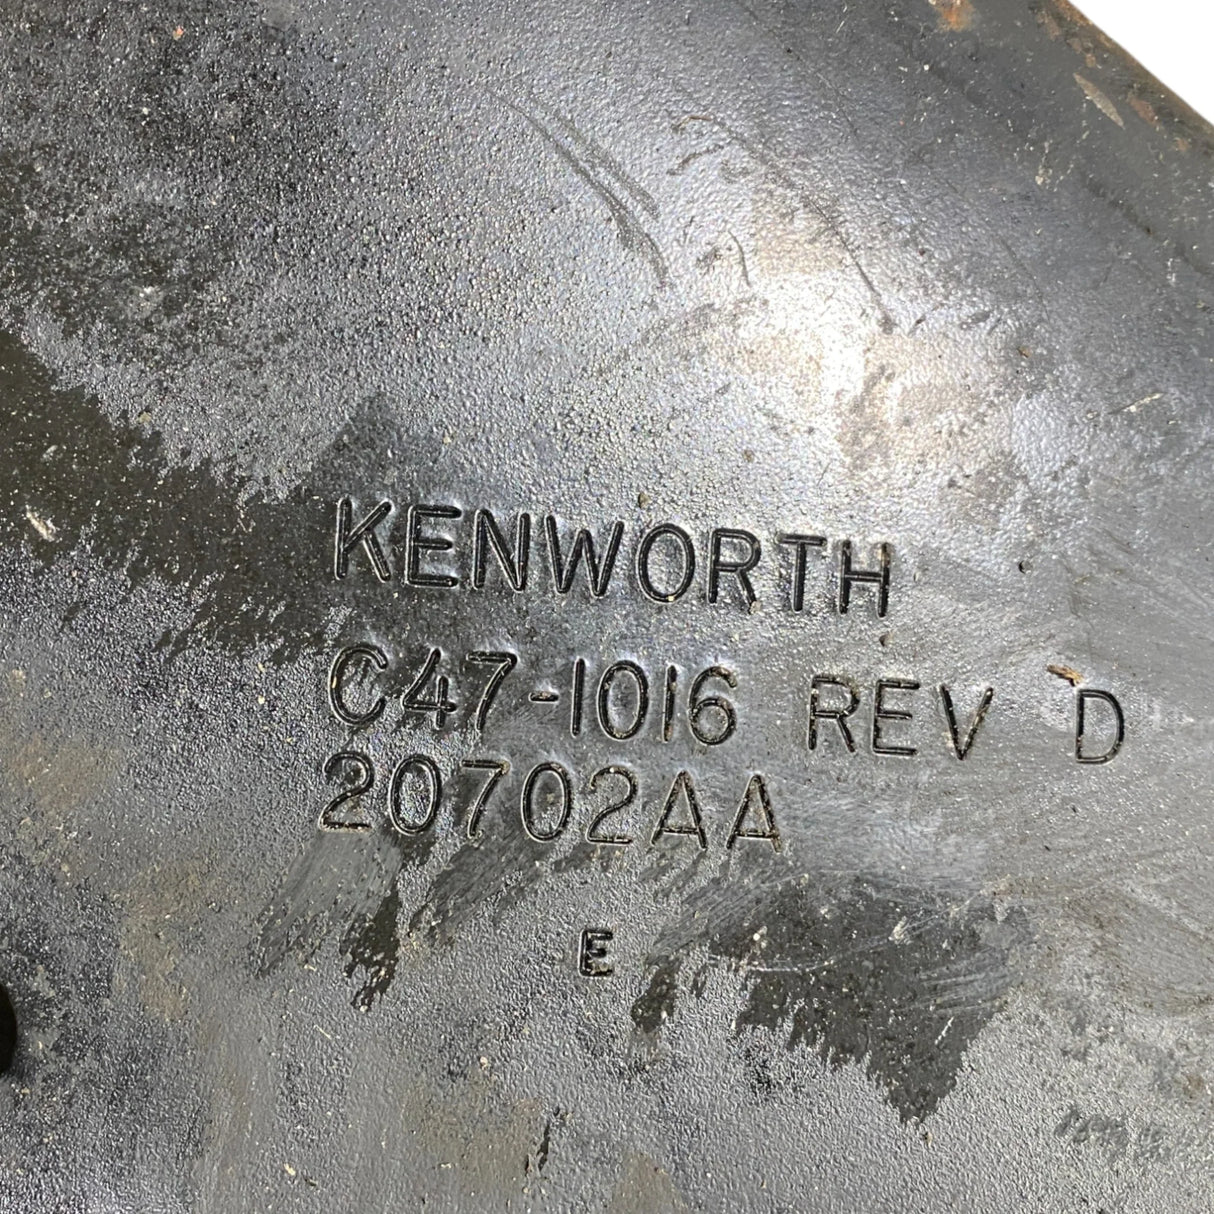 KENWORTH
C47-1016 REV D
20702AA
E